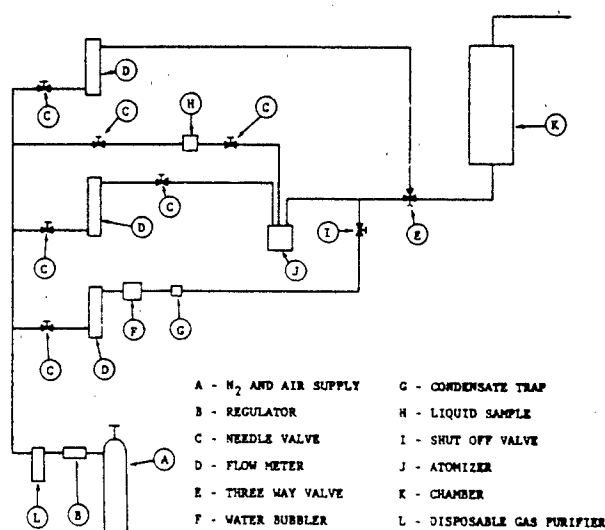 D
C
C
H
C
K
D
C
C
I
E
J
C
D
F
G
A
L
B
A - N2 AND AIR SUPPLY
B - REGULATOR
C - NEEDLE VALVE
D - FLOW METER
E - THREE WAY VALVE
F - WATER BUBBLER
G - CONDENSATE TRAP
H - LIQUID SAMPLE
I - SHUT OFF VALVE
J - ATOMIZER
K - CHAMBER
L - DISPOSABLE GAS PURIFIER